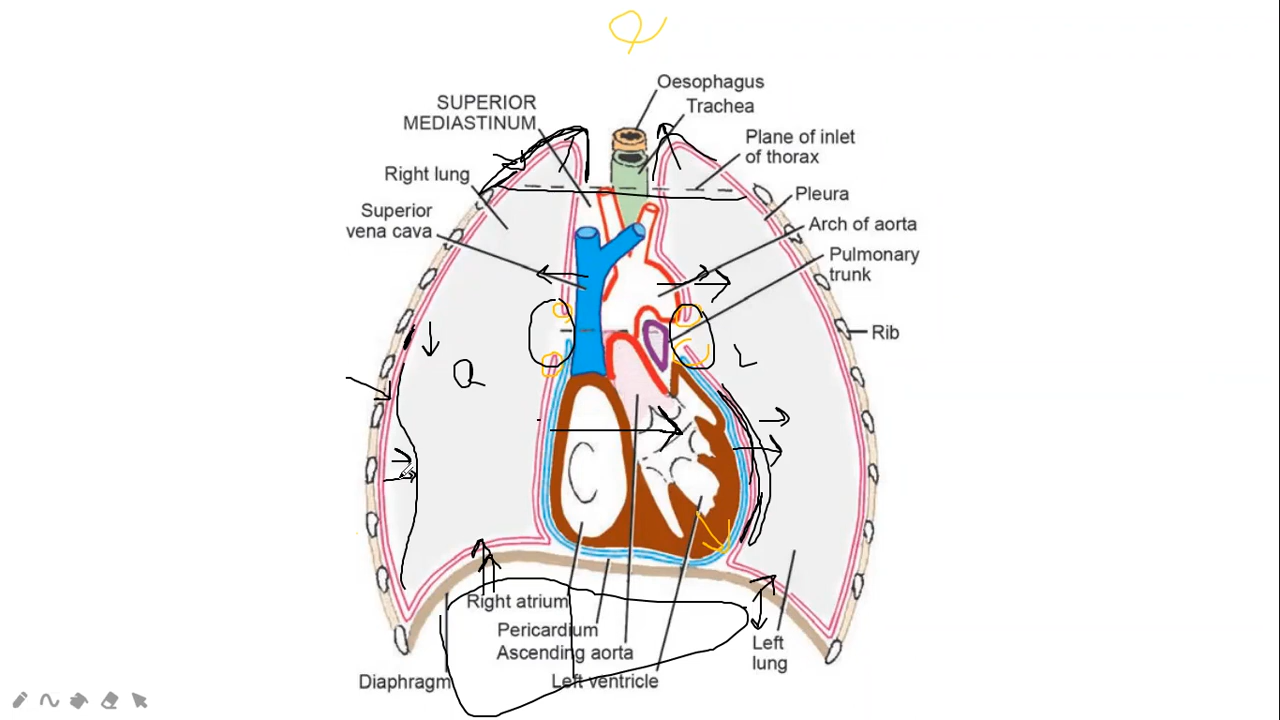 Oesophagus
SUPERIOR
MEDIASTINUM
Trachea
Plane of inlet
of thorax
Right lung
Pleura
Superior
vena cava
Arch of aorta
Pulmonary
trunk
Rib
L
Right atrium
Pericardium
Ascending aorta
Left
lung
Diaphragm
Left ventricle